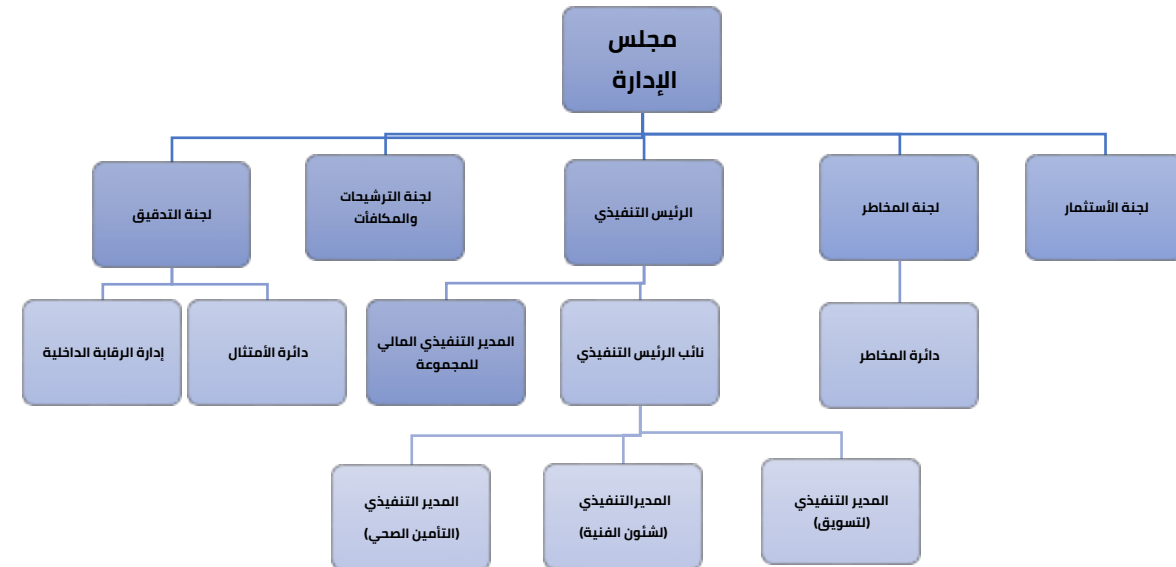 مجلس
الإدارة
لجنة الأستثمار
لجنة المخاطر
الرئيس التنفيذي
لجنة الترشيحات
والمكافأت
لجنة التدقيق
دائرة المخاطر
نائب الرئيس التنفيذي
المدير التنفيذي المالي
للمجموعة
دائرة الأمتثال
إدارة الرقابة الداخلية
المدير التنفيذي
(لتسويق)
المديرالتنفيذي
(لشئون الفنية)
المدير التنفيذي
(التأمين الصحي)